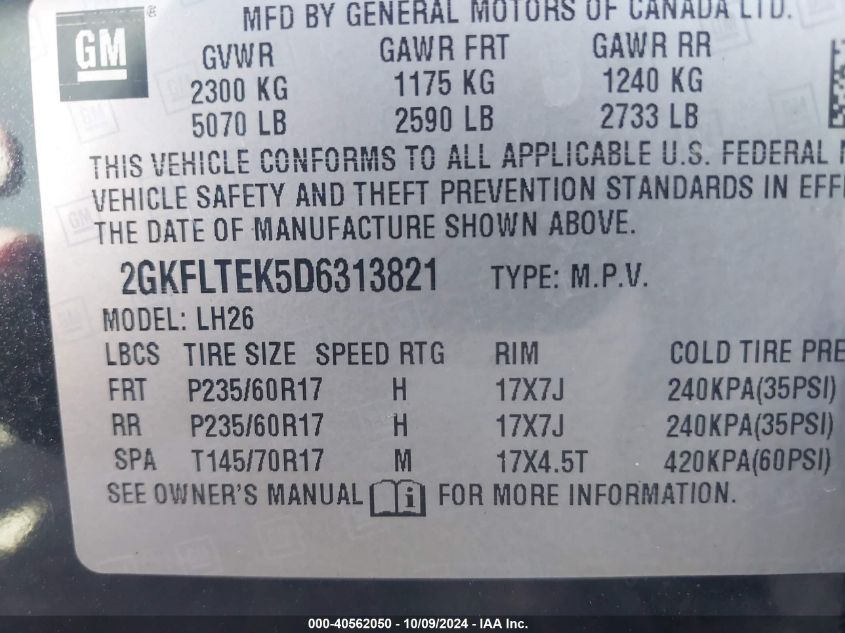 GM
MFD BY GENERAL MOTORS OF CANADA LTD.
GVWR GAWR FRT GAWR RR
2300 KG 1175 KG 1240 KG
5070 LB 2590 LB 2733 LB
THIS VEHICLE CONFORMS TO ALL APPLICABLE U.S. FEDERAL
VEHICLE SAFETY AND THEFT PREVENTION STANDARDS IN EFF
THE DATE OF MANUFACTURE SHOWN ABOVE.
2GKFLTEK5D6313821 TYPE: M.P.V.
MODEL: LH26
LBCS TIRE SIZE SPEED RTG RIM COLD TIRE PRE
FRT P235/60R17 H 17X7J 240KPA(35PSI)
RR P235/60R17 H 17X7J 240KPA(35PSI)
SPA T145/70R17 M 17X4.5T 420KPA(60PSI)
SEE OWNER'S MANUAL i FOR MORE INFORMATION.
000-40562050 - 10/09/2024 - IAA Inc.